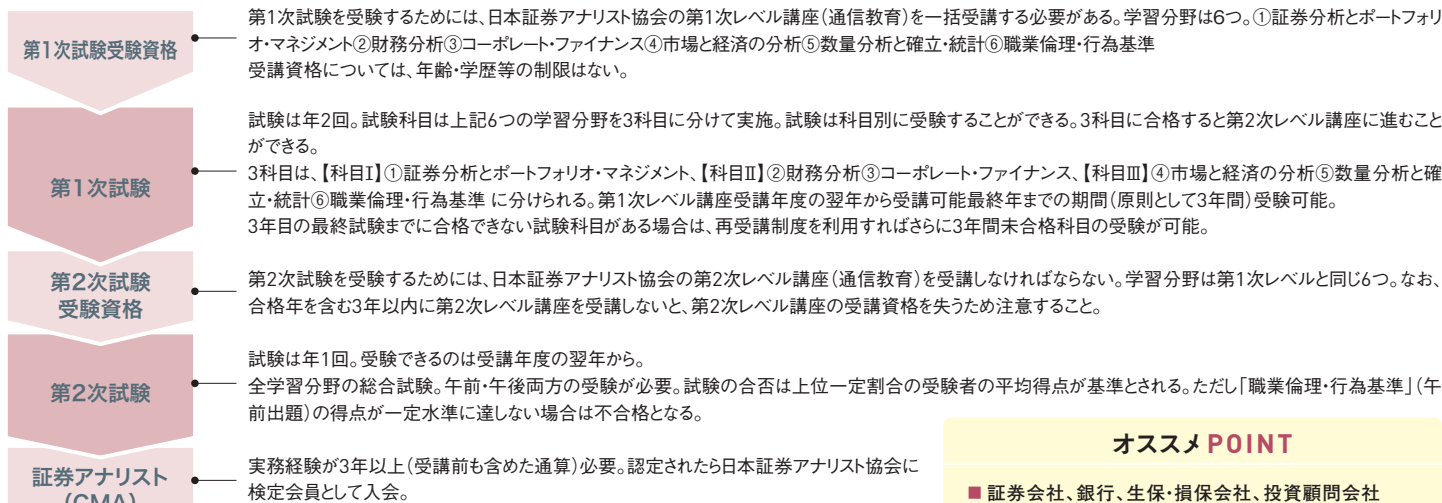 第1次試験受験資格
第1次試験を受験するためには、日本証券アナリスト協会の第1次レベル講座(通信教育)を一括受講する必要がある。学習分野は6つ。①証券分析とポートフォリ
オ・マネジメント②財務分析③コーポレート・ファイナンス④市場と経済の分析⑤数量分析と確立・統計⑥職業倫理・行為基準
受講資格については、年齢・学歴等の制限はない。
第1次試験
試験は年2回。試験科目は上記6つの学習分野を3科目に分けて実施。試験は科目別に受験することができる。3科目に合格すると第2次レベル講座に進むこと
ができる。
3科目は、【科目Ⅰ】①証券分析とポートフォリオ・マネジメント、【科目Ⅱ】②財務分析③コーポレート・ファイナンス、【科目Ⅲ】④市場と経済の分析⑤数量分析と確
立・統計⑥職業倫理・行為基準 に分けられる。第1次レベル講座受講年度の翌年から受講可能最終年までの期間(原則として3年間)受験可能。
3年目の最終試験までに合格できない試験科目がある場合は、再受講制度を利用すればさらに3年間未合格科目の受験が可能。
第2次試験
受験資格
第2次試験を受験するためには、日本証券アナリスト協会の第2次レベル講座(通信教育)を受講しなければならない。学習分野は第1次レベルと同じ6つ。なお、
合格年を含む3年以内に第2次レベル講座を受講しないと、第2次レベル講座の受講資格を失うため注意すること。
第2次試験
試験は年1回。受験できるのは受講年度の翌年から。
全学習分野の総合試験。午前・午後両方の受験が必要。試験の合否は上位一定割合の受験者の平均得点が基準とされる。ただし「職業倫理・行為基準」(午
前出題)の得点が一定水準に達しない場合は不合格となる。
証券アナリスト
(CMA)
実務経験が3年以上(受講前も含めた通算)必要。認定されたら日本証券アナリスト協会に
検定会員として入会。
オススメPOINT
■証券会社、銀行、生保・損保会社、投資顧問会社